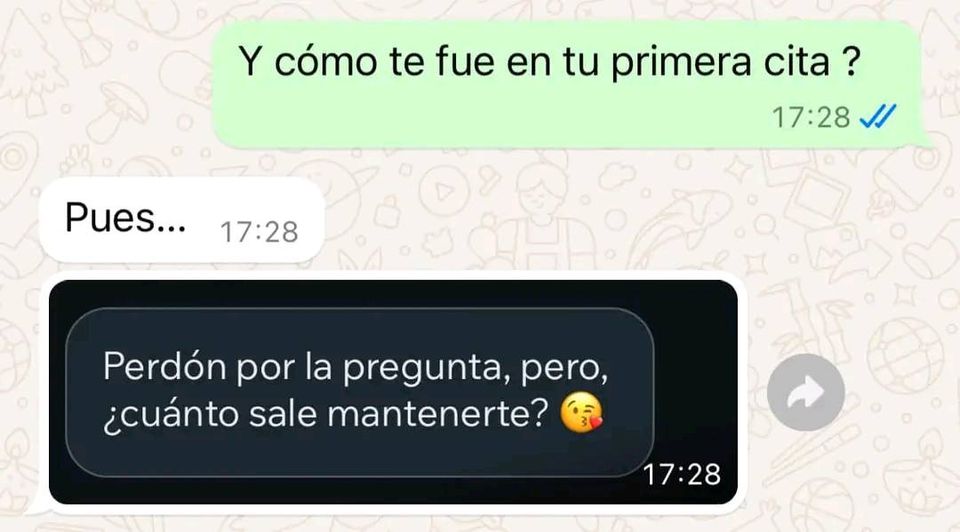 Y cómo te fue en tu primera cita ?
17:28
Pues...
17:28
Perdón por la pregunta, pero,
¿cuánto sale mantenerte? 😘
17:28